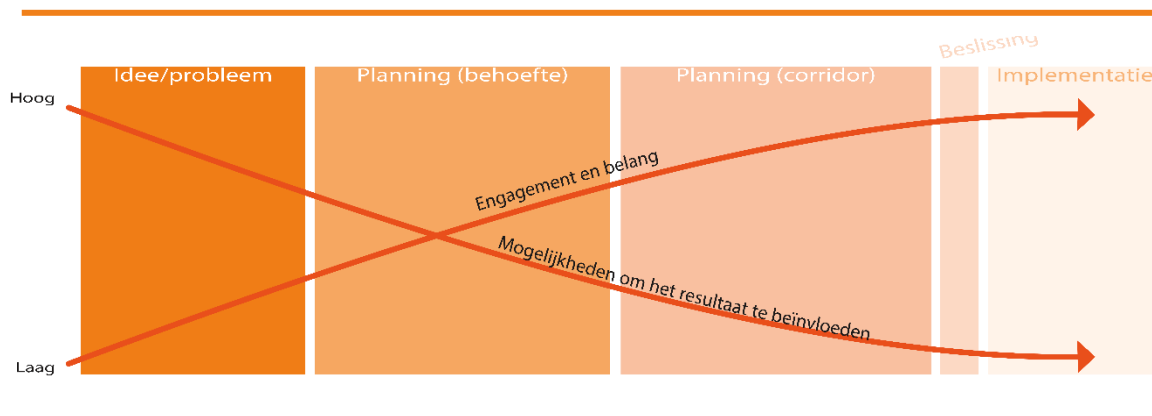 Beslissing
Idee/probleem
Planning (behoefte)
Planning (corridor)
Implementatie
Hoog
Engagement en belang
Mogelijkheden om het resultaat te beïnvloeden
Laag